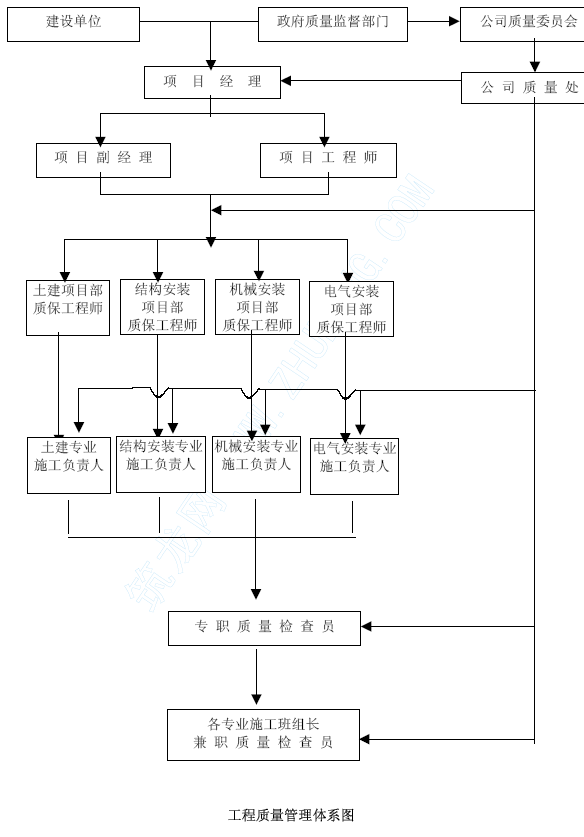 建设单位
政府质量监督部门
公司质量委员会
项 目 经 理
公 司 质 量 处
项 目 副 经 理
项 目 工 程 师
土建项目部
质保工程师
结构安装
项目部
质保工程师
机械安装
项目部
质保工程师
电气安装
项目部
质保工程师
土建专业
施工负责人
结构安装专业
施工负责人
机械安装专业
施工负责人
电气安装专业
施工负责人
专 职 质 量 检 查 员
各专业施工班组长
兼 职 质 量 检 查 员
工程质量管理体系图